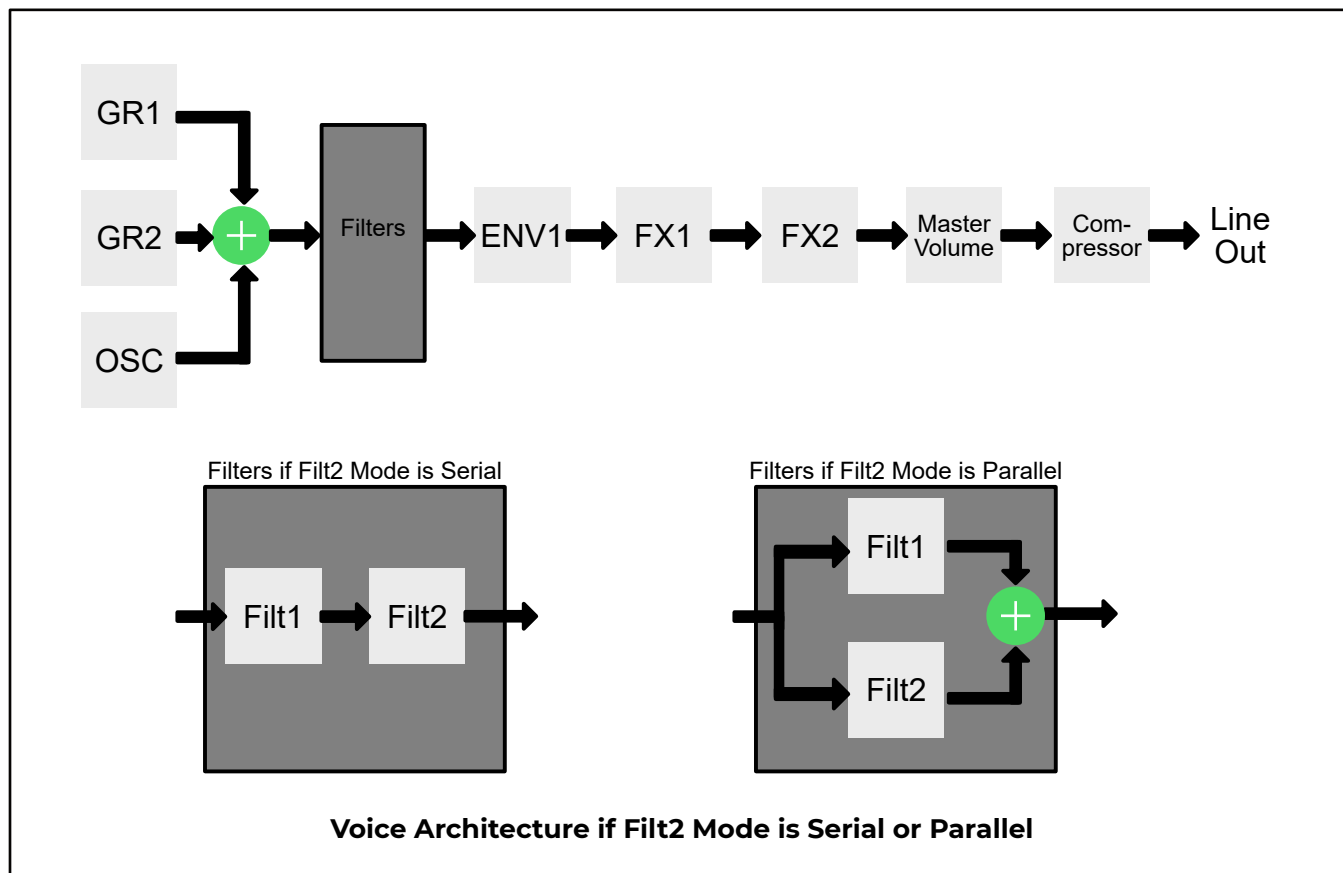 GR1
GR2
OSC
Filters
ENV1
FX1
FX2
Master
Volume
Com-
pressor
Line
Out
Filters if Filt2 Mode is Serial
Filt1
Filt2
Filters if Filt2 Mode is Parallel
Filt1
Filt2
Voice Architecture if Filt2 Mode is Serial or Parallel